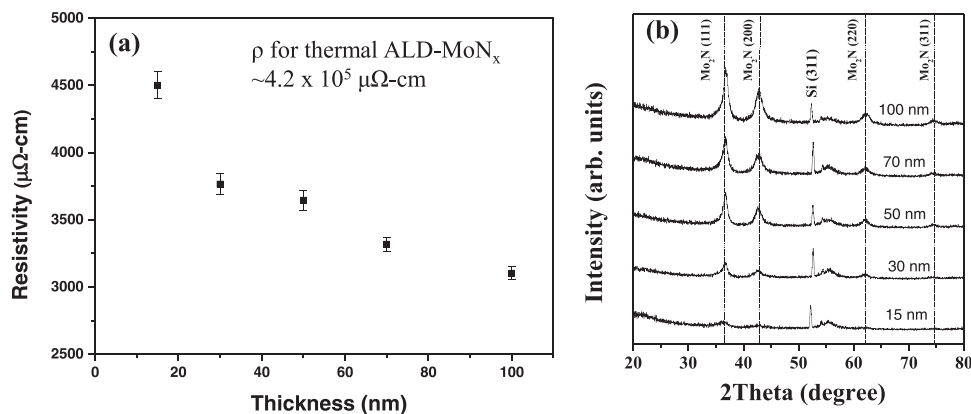 (a)
ρ for thermal ALD-MoNₓ
~4.2 x 10⁵ μΩ-cm
Resistivity (μΩ-cm)
5000
4500
4000
3500
3000
2500
0 20 40 60 80 100
Thickness (nm)
(b)
Mo₂N (111)
Mo₂N (200)
Si (311)
Mo₂N (220)
Mo₂N (311)
100 nm
70 nm
50 nm
30 nm
15 nm
Intensity (arb. units)
20 30 40 50 60 70 80
2Theta (degree)